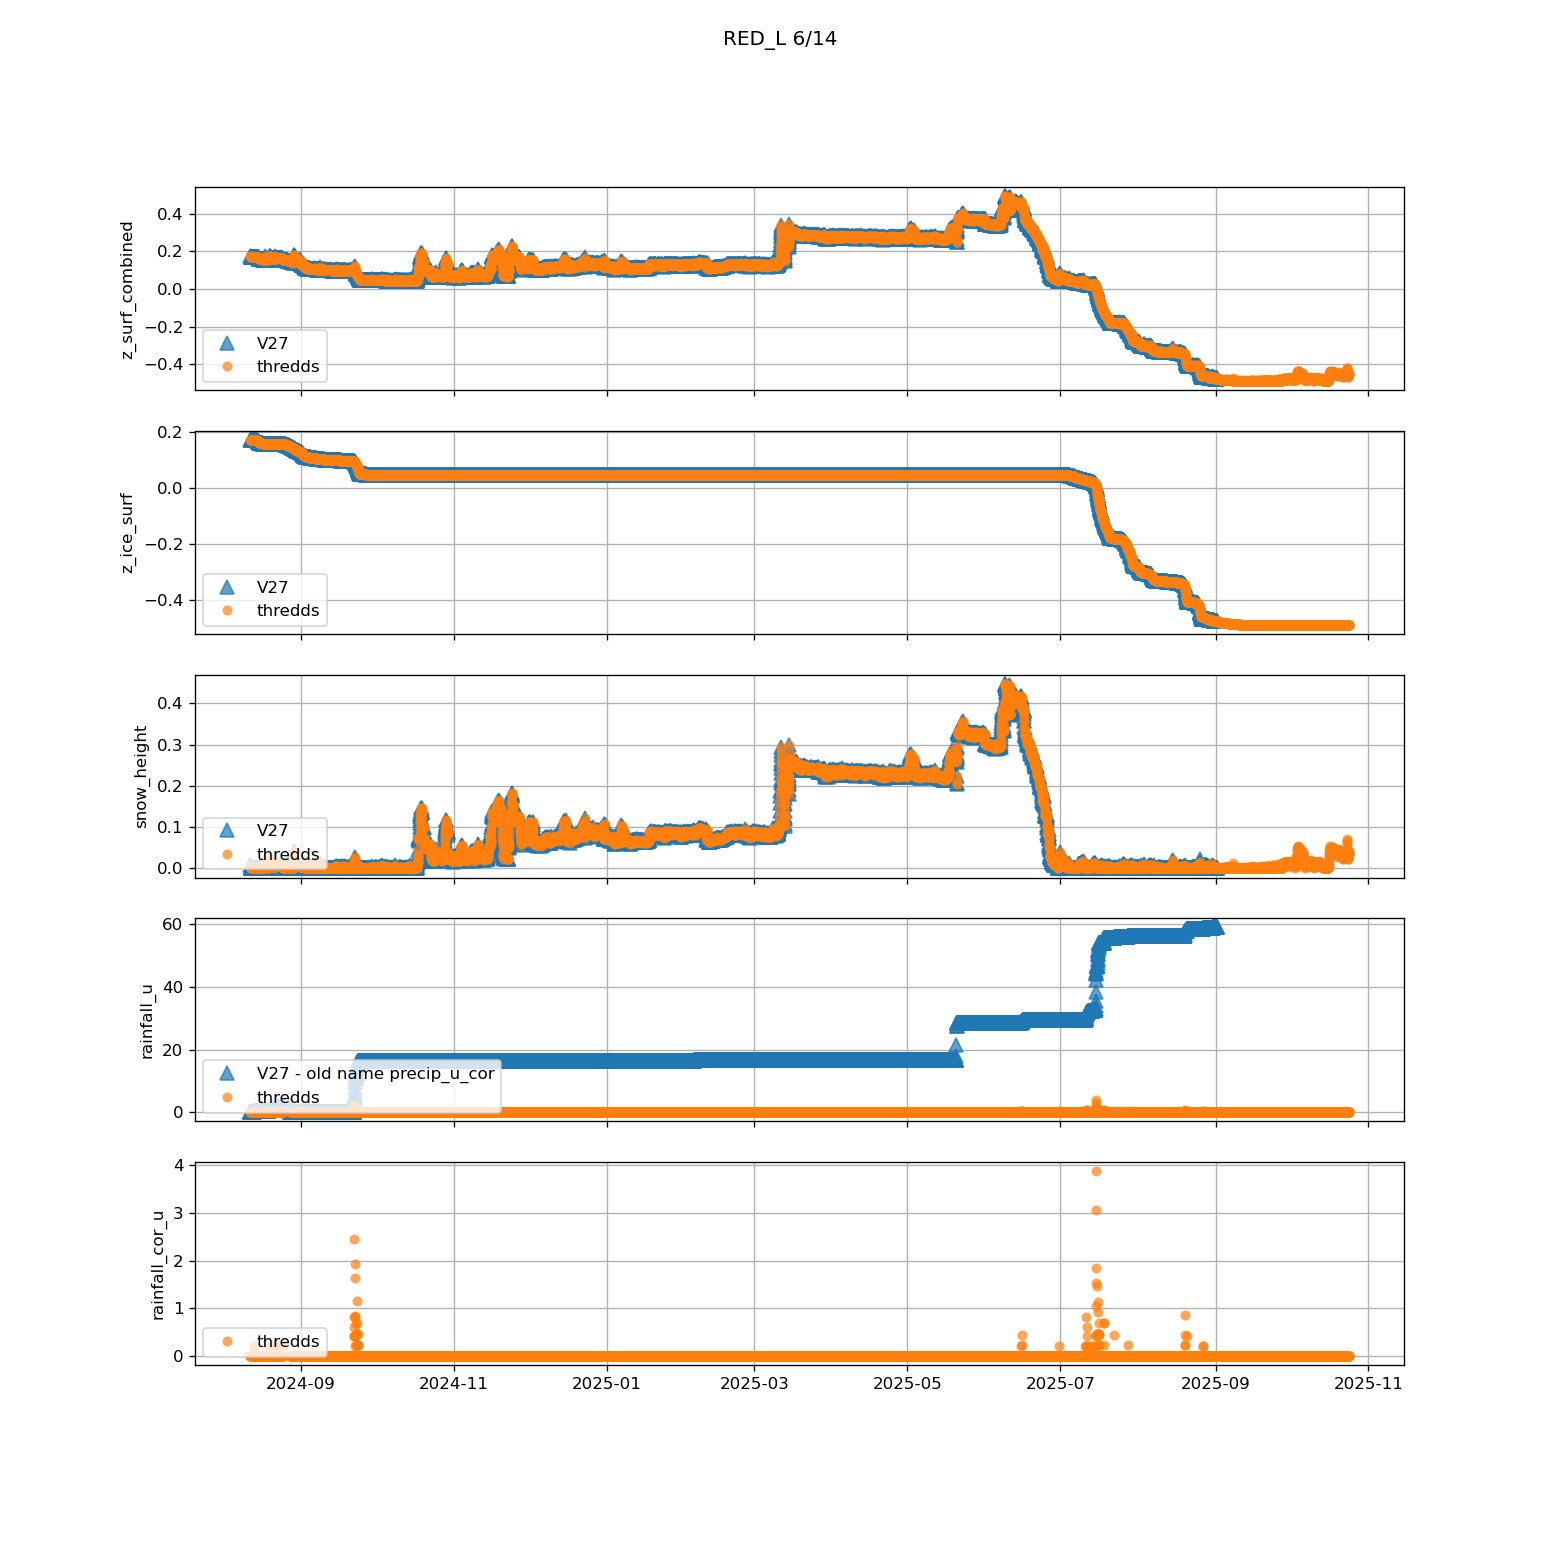 RED_L 6/14
z_surf_combined
0.4
0.2
0.0
−0.2
−0.4
V27
thredds
z_ice_surf
0.2
0.0
−0.2
−0.4
V27
thredds
snow_height
0.4
0.3
0.2
0.1
0.0
V27
thredds
rainfall_u
60
40
20
0
V27 - old name precip_u_cor
thredds
rainfall_cor_u
4
3
2
1
0
thredds
2024-09 2024-11 2025-01 2025-03 2025-05 2025-07 2025-09 2025-11